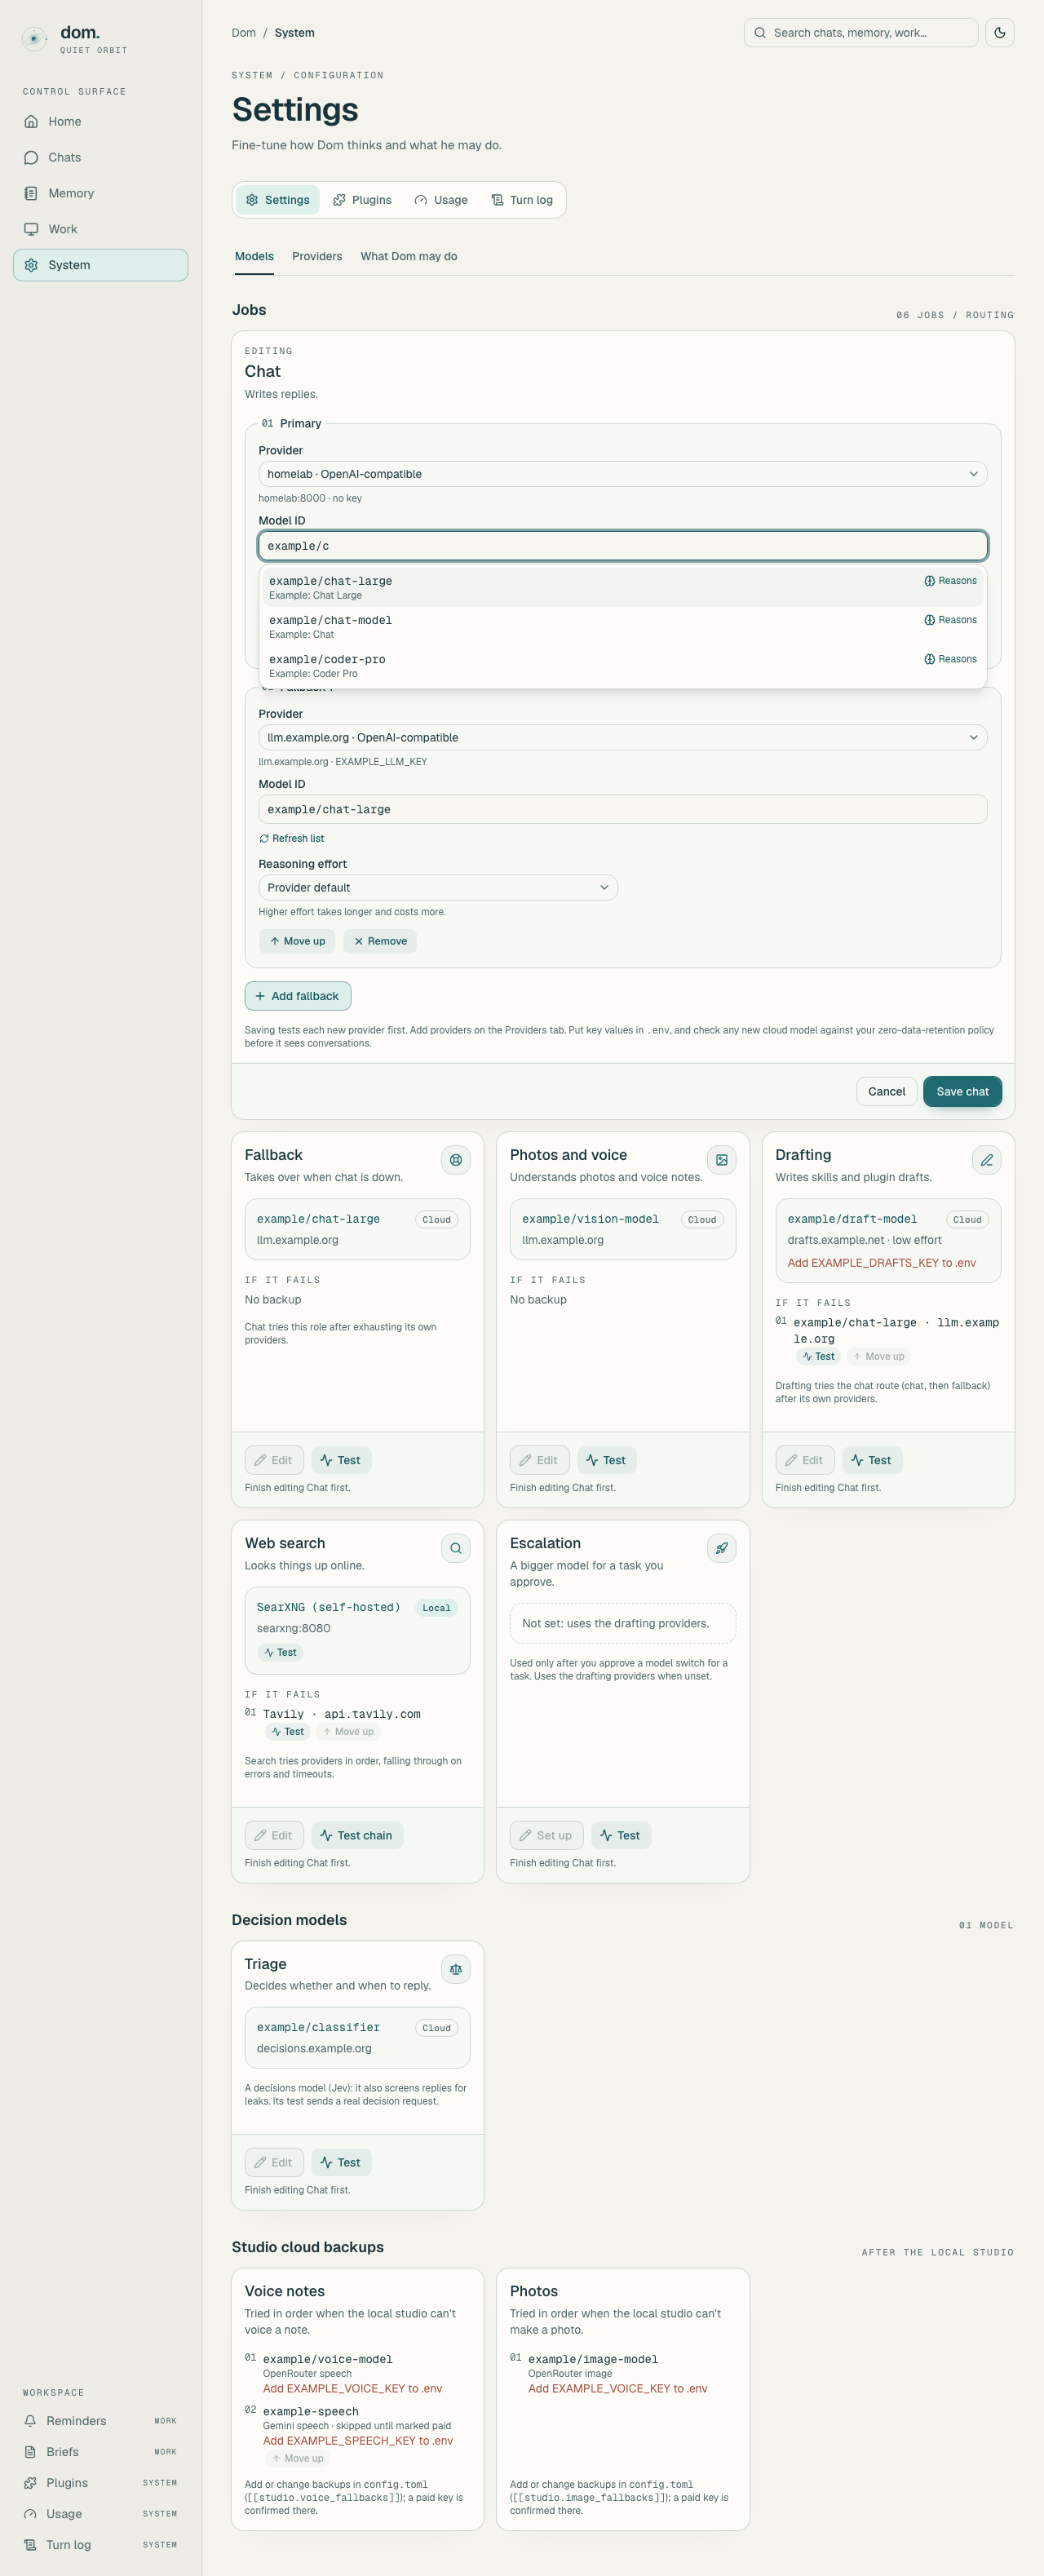 dom.
QUIET ORBIT
CONTROL SURFACE
Home
Chats
Memory
Work
System
Dom / System
Search chats, memory, work…
SYSTEM / CONFIGURATION
Settings
Fine-tune how Dom thinks and what he may do.
Settings Plugins Usage Turn log
Models Providers What Dom may do
Jobs
06 JOBS / ROUTING
EDITING
Chat
Writes replies.
01 Primary
Provider
homelab · OpenAI-compatible
homelab:8000 · no key
Model ID
example/c
example/chat-large Reasons
Example: Chat Large
example/chat-model Reasons
Example: Chat
example/coder-pro Reasons
Example: Coder Pro
Provider
llm.example.org · OpenAI-compatible
llm.example.org · EXAMPLE_LLM_KEY
Model ID
example/chat-large
Refresh list
Reasoning effort
Provider default
Higher effort takes longer and costs more.
Move up Remove
Add fallback
Saving tests each new provider first. Add providers on the Providers tab. Put key values in .env, and check any new cloud model against your zero-data-retention policy
before it sees conversations.
Cancel Save chat
Fallback
Takes over when chat is down.
example/chat-large Cloud
llm.example.org
IF IT FAILS
No backup
Chat tries this role after exhausting its own
providers.
Edit Test
Finish editing Chat first.
Photos and voice
Understands photos and voice notes.
example/vision-model Cloud
llm.example.org
IF IT FAILS
No backup
Edit Test
Finish editing Chat first.
Drafting
Writes skills and plugin drafts.
example/draft-model Cloud
drafts.example.net · low effort
Add EXAMPLE_DRAFTS_KEY to .env
IF IT FAILS
01 example/chat-large · llm.examp
le.org
Test Move up
Drafting tries the chat route (chat, then fallback)
after its own providers.
Edit Test
Finish editing Chat first.
Web search
Looks things up online.
SearXNG (self-hosted) Local
searxng:8080
Test
IF IT FAILS
01 Tavily · api.tavily.com
Test Move up
Search tries providers in order, falling through on
errors and timeouts.
Edit Test chain
Finish editing Chat first.
Escalation
A bigger model for a task you
approve.
Not set: uses the drafting providers.
Used only after you approve a model switch for a
task. Uses the drafting providers when unset.
Set up Test
Finish editing Chat first.
Decision models
01 MODEL
Triage
Decides whether and when to reply.
example/classifier Cloud
decisions.example.org
A decisions model (Jev): it also screens replies for
leaks. Its test sends a real decision request.
Edit Test
Finish editing Chat first.
Studio cloud backups
AFTER THE LOCAL STUDIO
Voice notes
Tried in order when the local studio can't
voice a note.
01 example/voice-model
OpenRouter speech
Add EXAMPLE_VOICE_KEY to .env
02 example-speech
Gemini speech · skipped until marked paid
Add EXAMPLE_SPEECH_KEY to .env
Move up
Add or change backups in config.toml
([[studio.voice_fallbacks]]); a paid key is
confirmed there.
Photos
Tried in order when the local studio can't
make a photo.
01 example/image-model
OpenRouter image
Add EXAMPLE_VOICE_KEY to .env
Add or change backups in config.toml
([[studio.image_fallbacks]]); a paid key is
confirmed there.
WORKSPACE
Reminders WORK
Briefs WORK
Plugins SYSTEM
Usage SYSTEM
Turn log SYSTEM